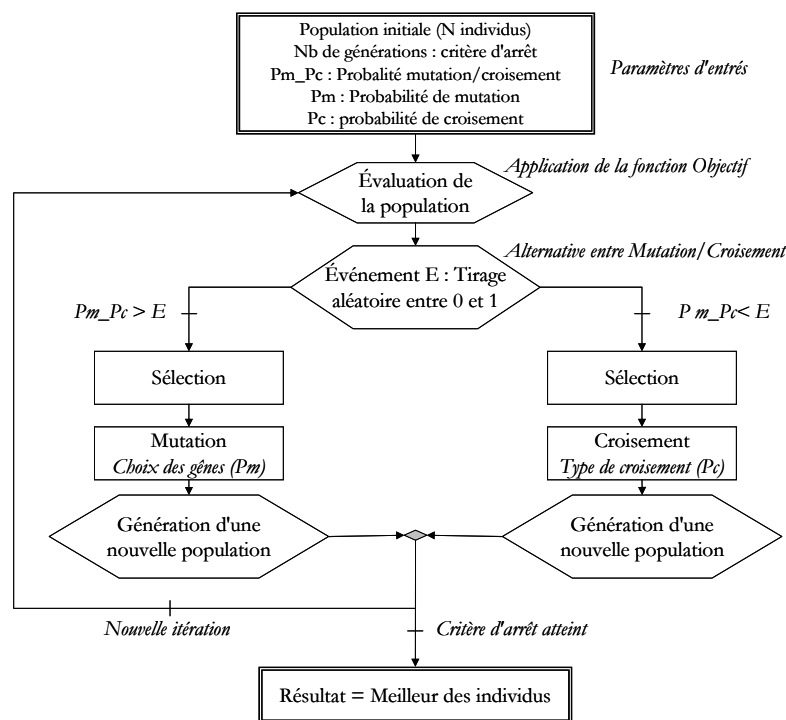 Population initiale (N individus)
Nb de générations : critère d'arrêt
Pm_Pc : Probalité mutation/croisement
Pm : Probabilité de mutation
Pc : probabilité de croisement
Paramètres d'entrés
Application de la fonction Objectif
Évaluation de
la population
Alternative entre Mutation/Croisement
Événement E : Tirage
aléatoire entre 0 et 1
Pm_Pc > E
P m_Pc< E
Sélection
Sélection
Mutation
Choix des gênes (Pm)
Croisement
Type de croisement (Pc)
Génération d'une
nouvelle population
Génération d'une
nouvelle population
Nouvelle itération
Critère d'arrêt atteint
Résultat = Meilleur des individus